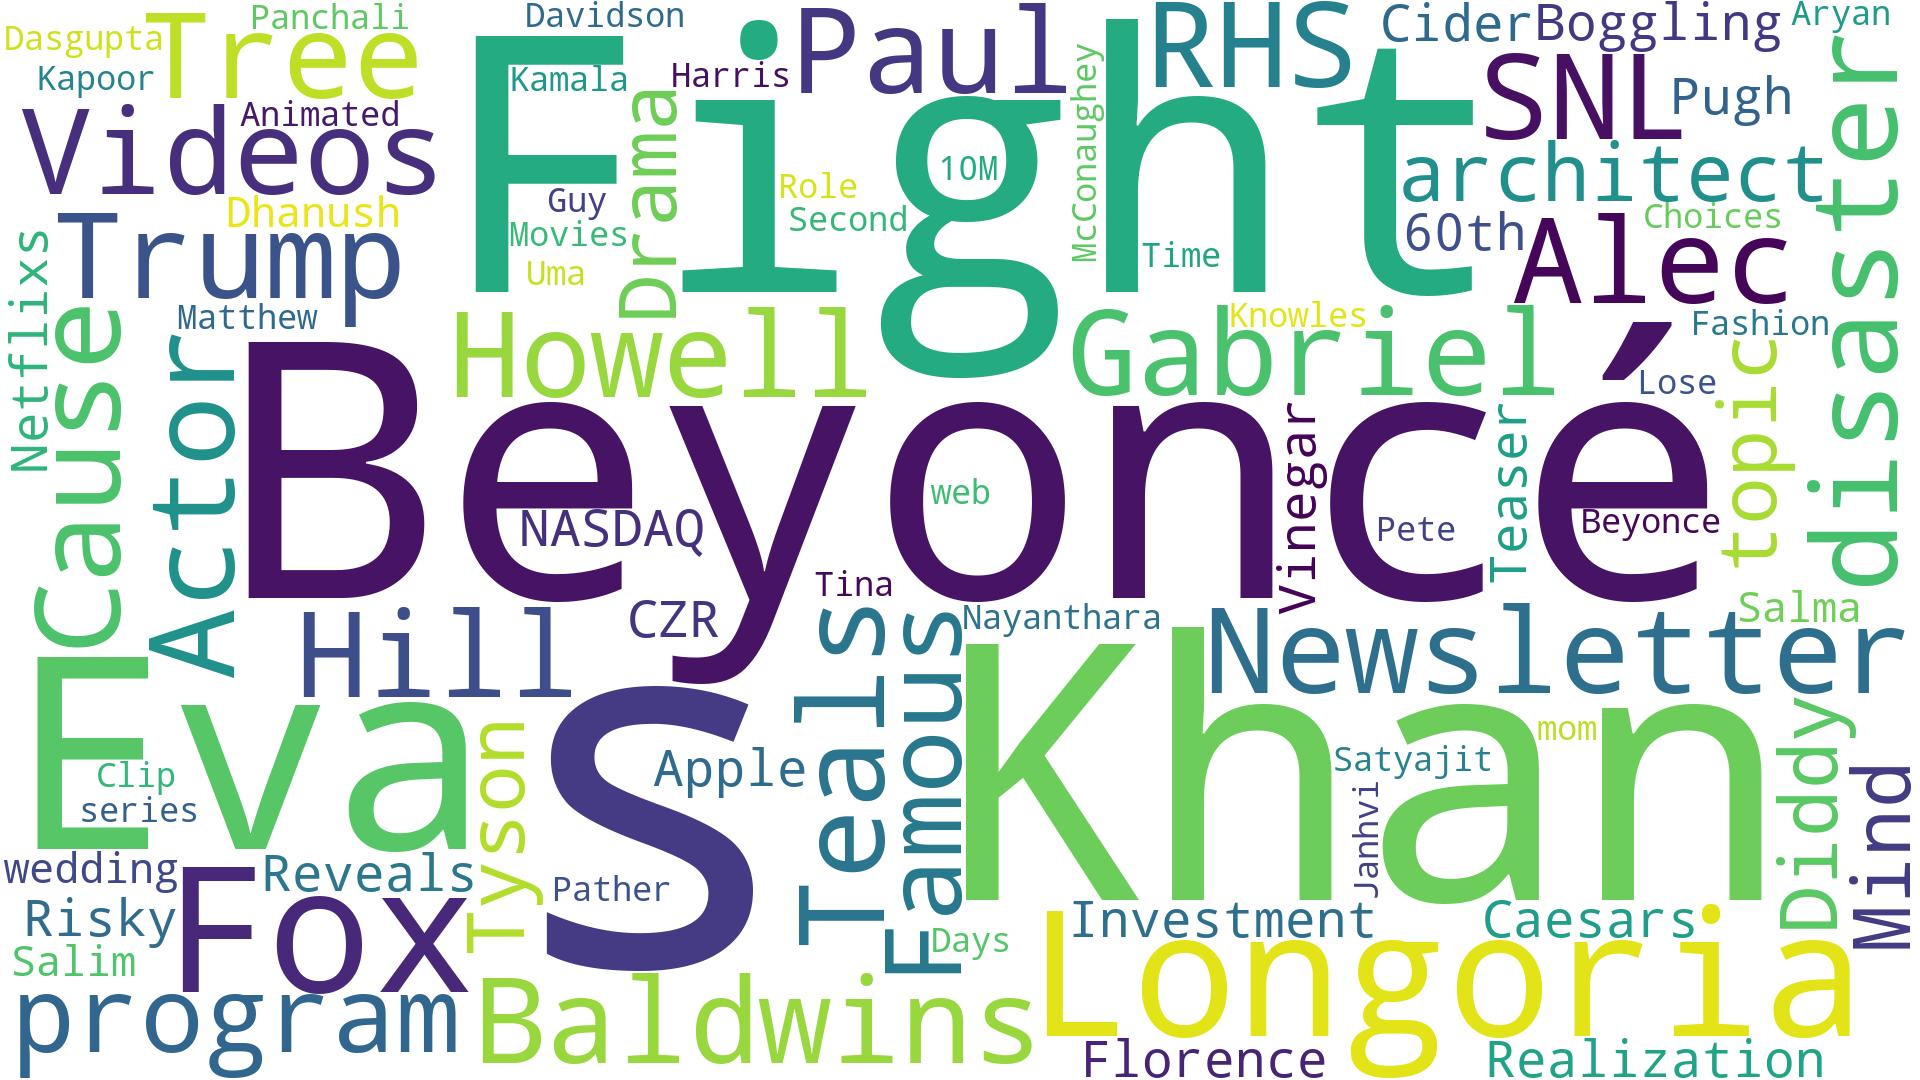 Panchali
Davidson
Paul
RHS
Cider
Boggling
Aryan
Dasgupta
Tree
Fight
Kapoor
Kamala
Harris
McConaughey
SNL
Pugh
disaster
Videos
Animated
Drama
10M
architect
Dhanush
Guy
Role
Second
60th
Choices
Trump
Movies
Time
Alec
Netflixs
Uma
Cause
Matthew
Howell
Gabriel
Knowles
Fashion
Actor
Beyoncé
Lose
topic
NASDAQ
web
Vinegar
Pete
Teaser
Beyonce
Tina
CZR
Hill
Teals
Famous
Nayanthara
Newsletter
Salma
Eva
S
Khan
Tyson
Apple
Satyajit
mom
Diddy
Clip
series
Janhvi
Mind
wedding
Fox
Reveals
Pather
Risky
Investment
Caesars
Salim
Days
Longoria
program
Baldwins
Florence
Realization